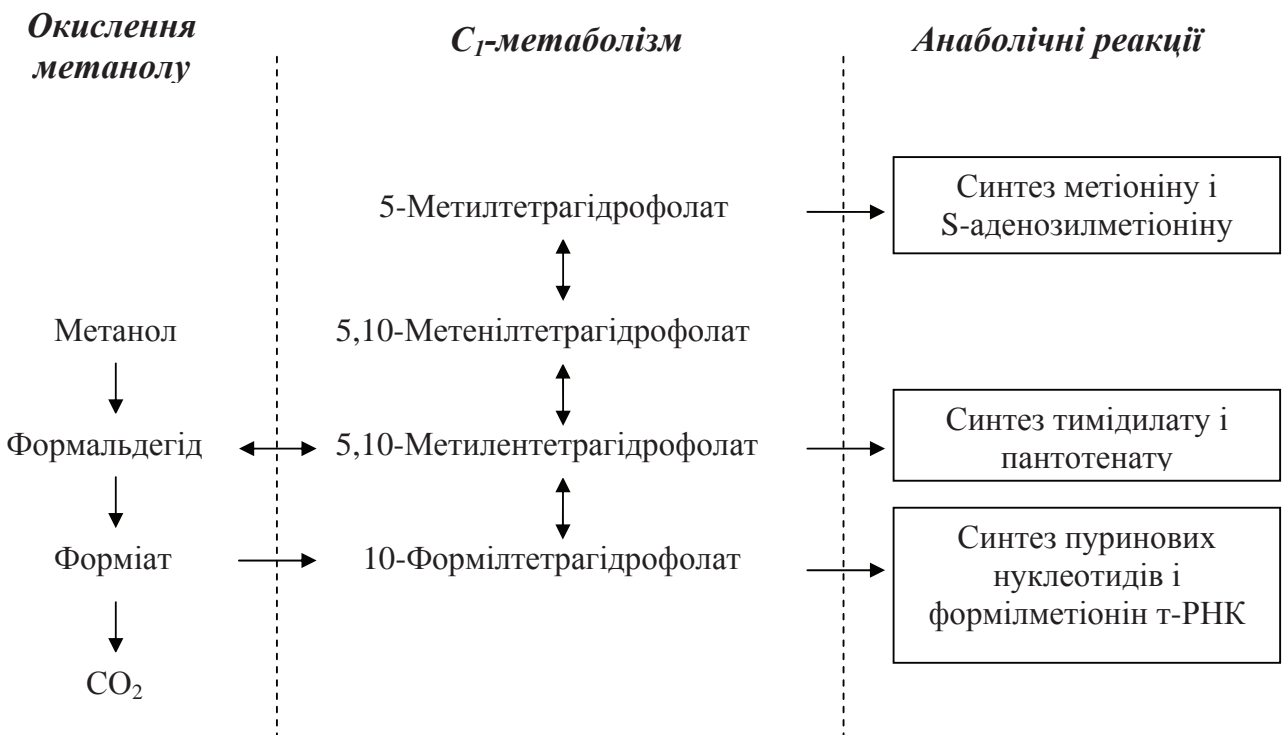 Окислення
метанолу
C₁-метаболізм
Анаболічні реакції
5-Метилтетрагідрофолат
Синтез метіоніну і
S-аденозилметіоніну
Метанол
5,10-Метенілтетрагідрофолат
Формальдегід
5,10-Метилентетрагідрофолат
Синтез тимідилату і
пантотенату
Форміат
10-Формілтетрагідрофолат
Синтез пуринових
нуклеотидів і
формілметіонін т-РНК
CO₂